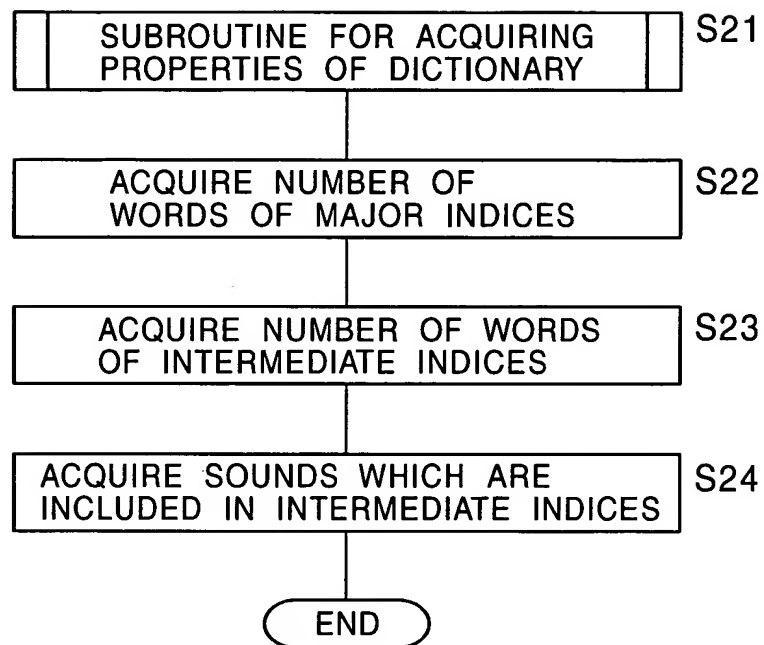 SUBROUTINE FOR ACQUIRING S21
PROPERTIES OF DICTIONARY
ACQUIRE NUMBER OF S22
WORDS OF MAJOR INDICES
ACQUIRE NUMBER OF WORDS S23
OF INTERMEDIATE INDICES
ACQUIRE SOUNDS WHICH ARE S24
INCLUDED IN INTERMEDIATE INDICES
END